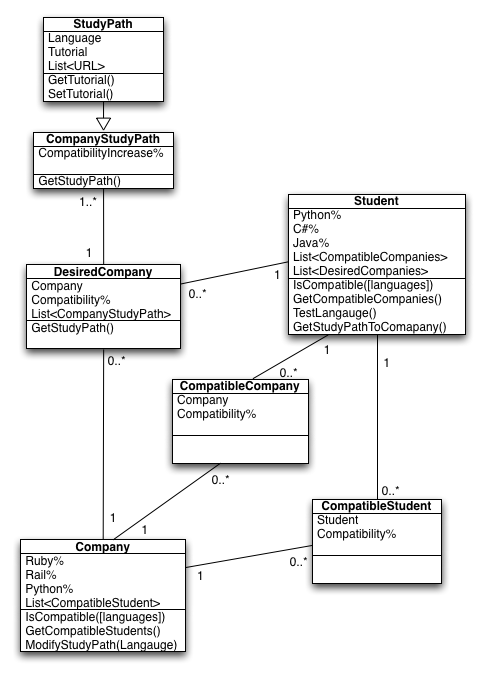 StudyPath
Language
Tutorial
List<URL>
GetTutorial()
SetTutorial()
CompanyStudyPath
CompatibilityIncrease%
GetStudyPath()
1..*
1
DesiredCompany
Company
Compatibility%
List<CompanyStudyPath>
GetStudyPath()
0..*
1
Student
Python%
C#%
Java%
List<CompatibleCompanies>
List<DesiredCompanies>
IsCompatible([languages])
GetCompatibleCompanies()
TestLangauge()
GetStudyPathToComapany()
1
1
0..*
0..*
CompatibleCompany
Company
Compatibility%
0..*
0..*
CompatibleStudent
Student
Compatibility%
0..*
1
1
1
Company
Ruby%
Rail%
Python%
List<CompatibleStudent>
IsCompatible([languages])
GetCompatibleStudents()
ModifyStudyPath(Langauge)